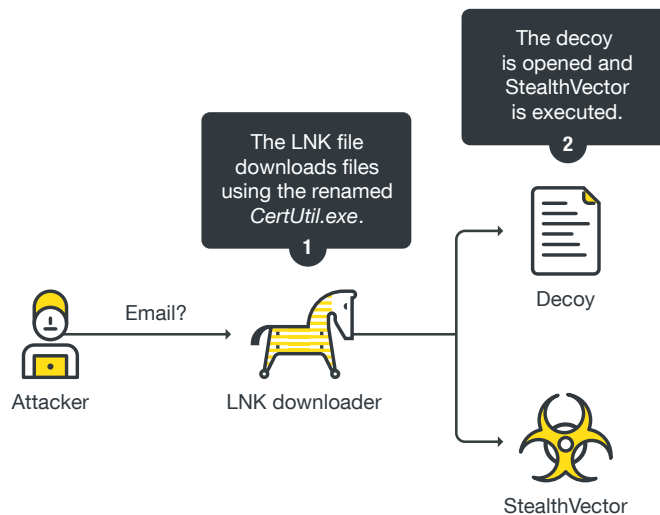 The decoy
is opened and
StealthVector
is executed.
2
The LNK file
downloads files
using the renamed
CertUtil.exe.
1
Email?
Decoy
Attacker
LNK downloader
StealthVector